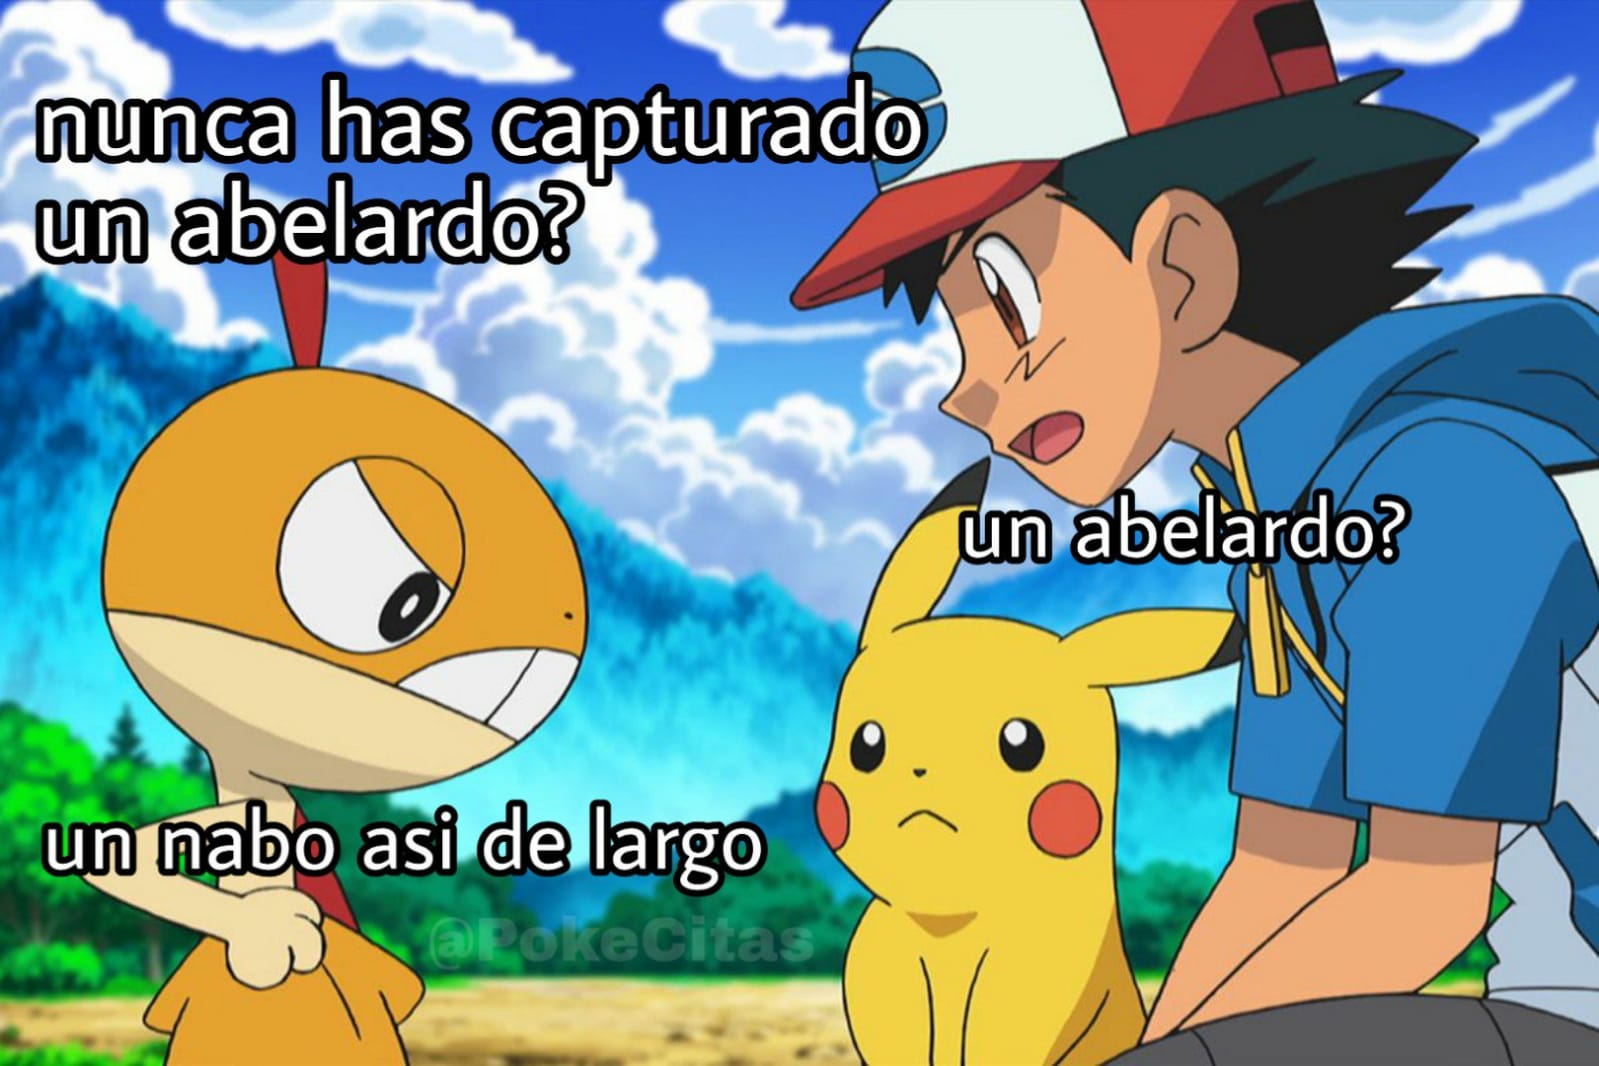 nunca has capturado
un abelardo?
un abelardo?
un nabo asi de largo
@PokeCitas